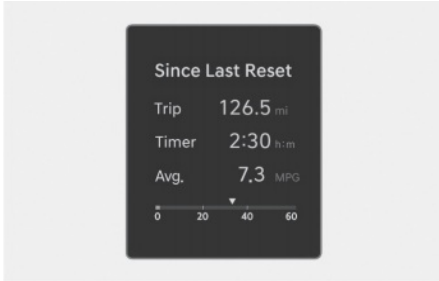 Since Last Reset
Trip 126.5 mi
Timer 2:30 h:m
Avg. 7.3 MPG
0 20 40 60